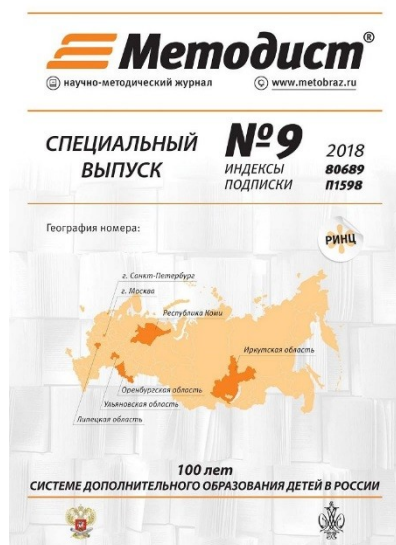 Методист®
научно-методический журнал
www.metobraz.ru
СПЕЦИАЛЬНЫЙ
ВЫПУСК
№9
ИНДЕКСЫ
ПОДПИСКИ
2018
80689
П1598
География номера:
РИНЦ
г. Санкт-Петербург
г. Москва
Республика Коми
Иркутская область
Оренбургская область
Ульяновская область
Липецкая область
100 лет
СИСТЕМЕ ДОПОЛНИТЕЛЬНОГО ОБРАЗОВАНИЯ ДЕТЕЙ В РОССИИ